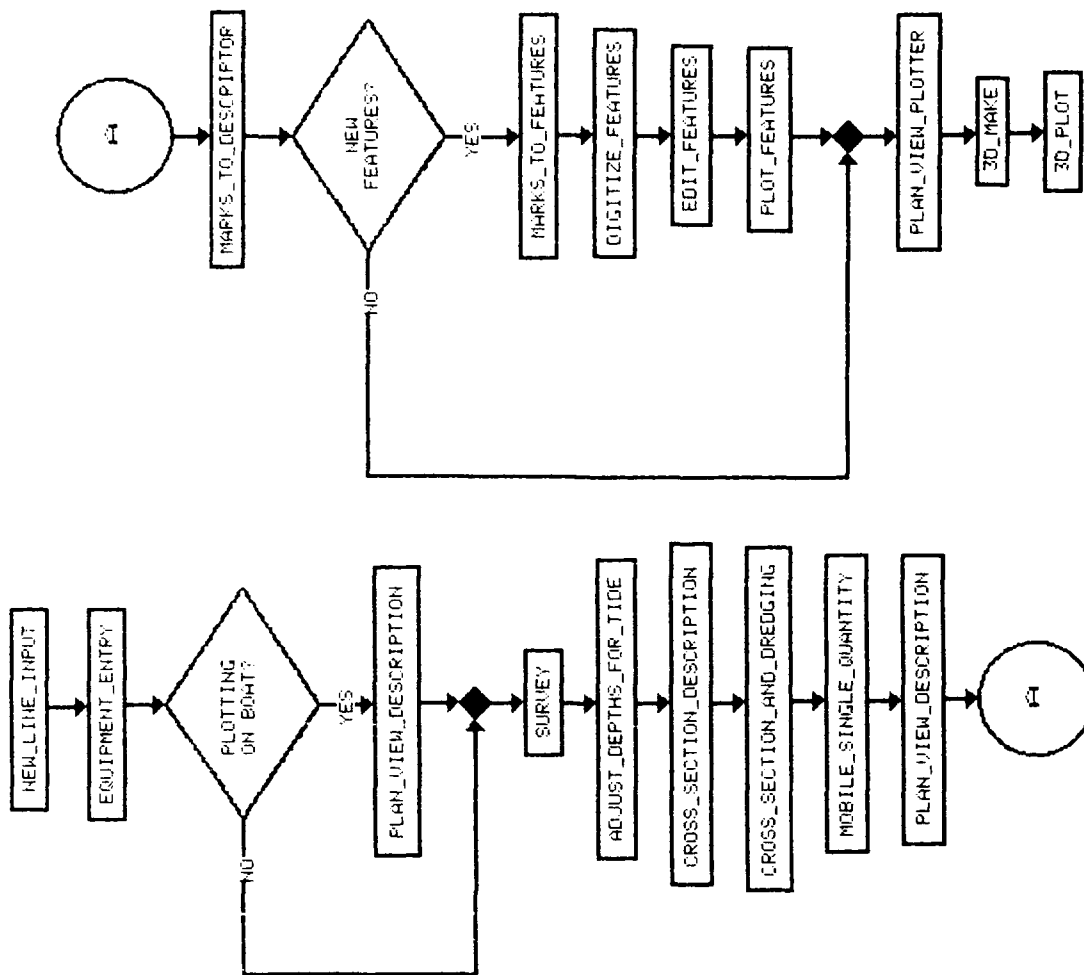 NEW_LINE_INPUT
EQUIPMENT_ENTRY
PLOTTING
ON BOAT?
NO
YES
PLAN_VIEW_DESCRIPTION
SURVEY
ADJUST_DEPTHS_FOR_TIDE
CROSS_SECTION_DESCRIPTION
CROSS_SECTION_AND_DREDGING
MOBILE_SINGLE_QUANTITY
PLAN_VIEW_DESCRIPTION
A
A
MARKS_TO_DESCRIPTOR
NEW
FEATURES?
NO
YES
MARKS_TO_FEATURES
DIGITIZE_FEATURES
EDIT_FEATURES
PLOT_FEATURES
PLAN_VIEW_PLOTTER
3D_MAKE
3D_PLOT